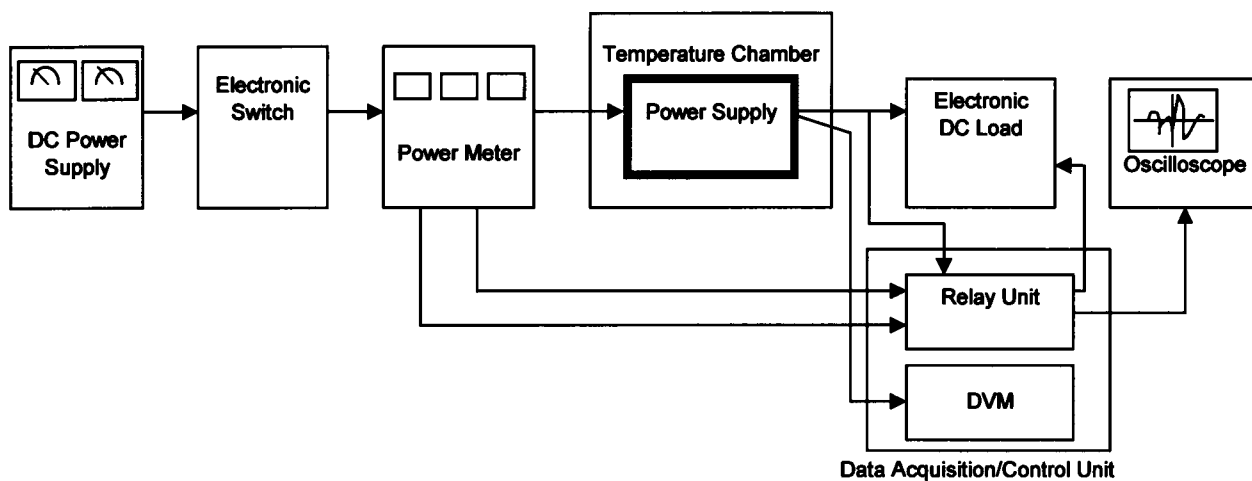 DC Power
Supply
Electronic
Switch
Power Meter
Temperature Chamber
Power Supply
Electronic
DC Load
Oscilloscope
Relay Unit
DVM
Data Acquisition/Control Unit